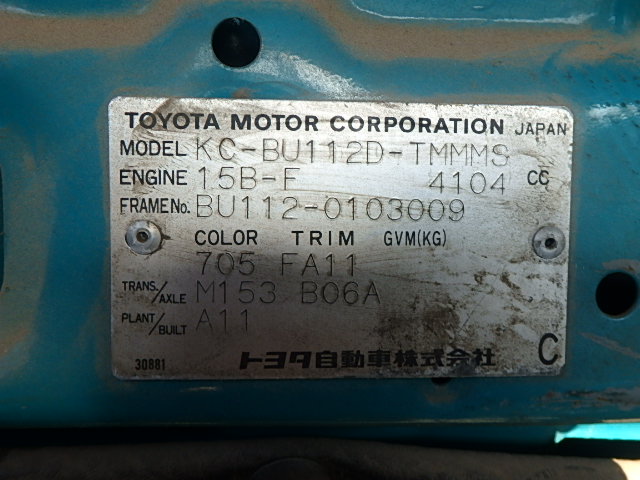 TOYOTA MOTOR CORPORATION JAPAN
MODEL KC-BU112D-TMMMS
ENGINE 15B-F 4104 CC
FRAME No. BU112-0103009
COLOR TRIM GVM(KG)
705 FA11
TRANS./AXLE M153 B06A
PLANT/BUILT A11
30881 トヨタ自動車株式会社 C